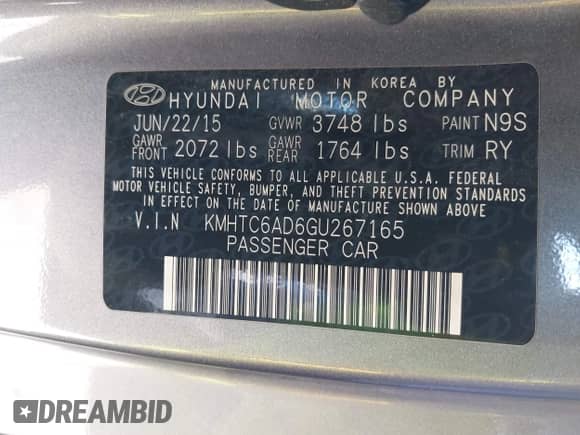 MANUFACTURED IN KOREA BY
HYUNDAI MOTOR COMPANY
JUN/22/15 GVWR 3748 lbs PAINT N9S
GAWR FRONT 2072 lbs GAWR REAR 1764 lbs TRIM RY
THIS VEHICLE CONFORMS TO ALL APPLICABLE U.S.A. FEDERAL
MOTOR VEHICLE SAFETY, BUMPER, AND THEFT PREVENTION STANDARDS
IN EFFECT ON THE DATE OF MANUFACTURE SHOWN ABOVE
V.I.N KMHTC6AD6GU267165
PASSENGER CAR
DREAMBID